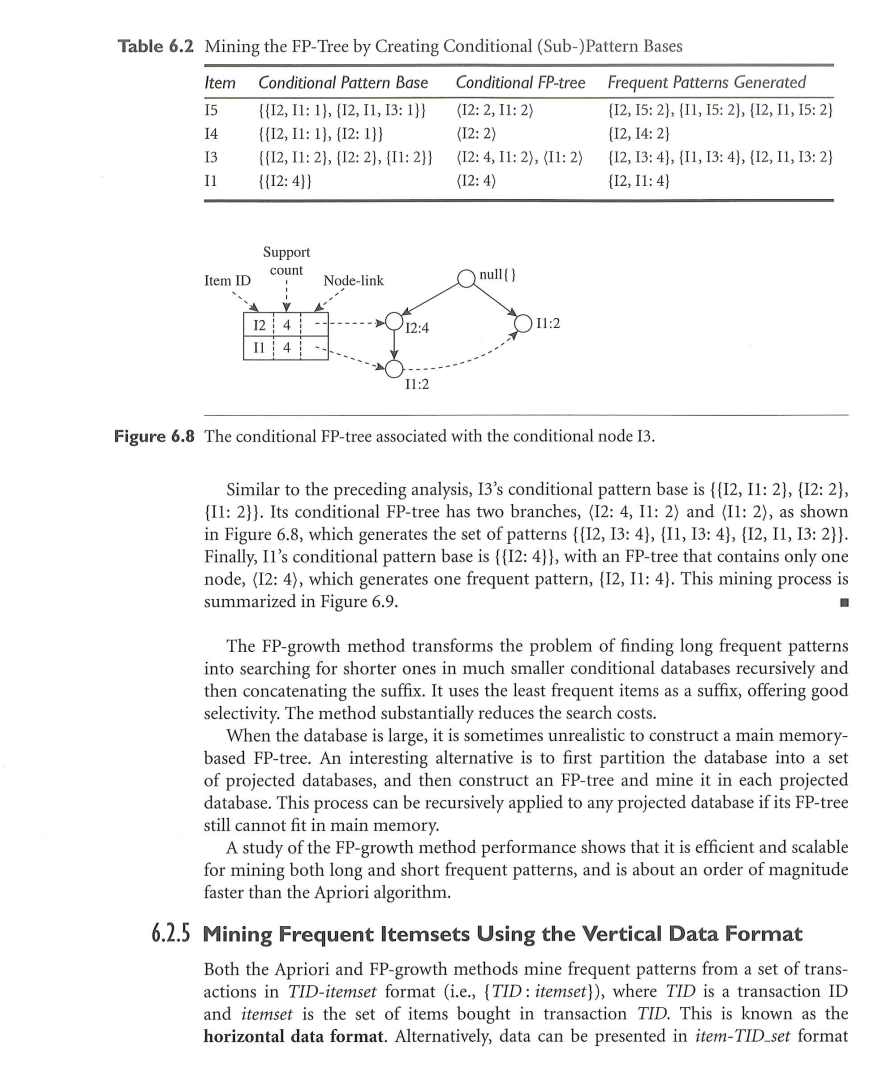 Table 6.2 Mining the FP-Tree by Creating Conditional (Sub-)Pattern Bases
Item Conditional Pattern Base Conditional FP-tree Frequent Patterns Generated
I5 {{I2, I1: 1}, {I2, I1, I3: 1}} ⟨I2: 2, I1: 2⟩ {I2, I5: 2}, {I1, I5: 2}, {I2, I1, I5: 2}
I4 {{I2, I1: 1}, {I2: 1}} ⟨I2: 2⟩ {I2, I4: 2}
I3 {{I2, I1: 2}, {I2: 2}, {I1: 2}} ⟨I2: 4, I1: 2⟩, ⟨I1: 2⟩ {I2, I3: 4}, {I1, I3: 4}, {I2, I1, I3: 2}
I1 {{I2: 4}} ⟨I2: 4⟩ {I2, I1: 4}
Support
count
Item ID Node-link null{}
I2 4 I2:4 I1:2
I1 4
I1:2
Figure 6.8 The conditional FP-tree associated with the conditional node I3.
Similar to the preceding analysis, I3's conditional pattern base is {{I2, I1: 2}, {I2: 2},
{I1: 2}}. Its conditional FP-tree has two branches, ⟨I2: 4, I1: 2⟩ and ⟨I1: 2⟩, as shown
in Figure 6.8, which generates the set of patterns {{I2, I3: 4}, {I1, I3: 4}, {I2, I1, I3: 2}}.
Finally, I1's conditional pattern base is {{I2: 4}}, with an FP-tree that contains only one
node, ⟨I2: 4⟩, which generates one frequent pattern, {I2, I1: 4}. This mining process is
summarized in Figure 6.9. ■
The FP-growth method transforms the problem of finding long frequent patterns
into searching for shorter ones in much smaller conditional databases recursively and
then concatenating the suffix. It uses the least frequent items as a suffix, offering good
selectivity. The method substantially reduces the search costs.
When the database is large, it is sometimes unrealistic to construct a main memory-
based FP-tree. An interesting alternative is to first partition the database into a set
of projected databases, and then construct an FP-tree and mine it in each projected
database. This process can be recursively applied to any projected database if its FP-tree
still cannot fit in main memory.
A study of the FP-growth method performance shows that it is efficient and scalable
for mining both long and short frequent patterns, and is about an order of magnitude
faster than the Apriori algorithm.
6.2.5 Mining Frequent Itemsets Using the Vertical Data Format
Both the Apriori and FP-growth methods mine frequent patterns from a set of trans-
actions in TID-itemset format (i.e., {TID : itemset}), where TID is a transaction ID
and itemset is the set of items bought in transaction TID. This is known as the
horizontal data format. Alternatively, data can be presented in item-TID_set format